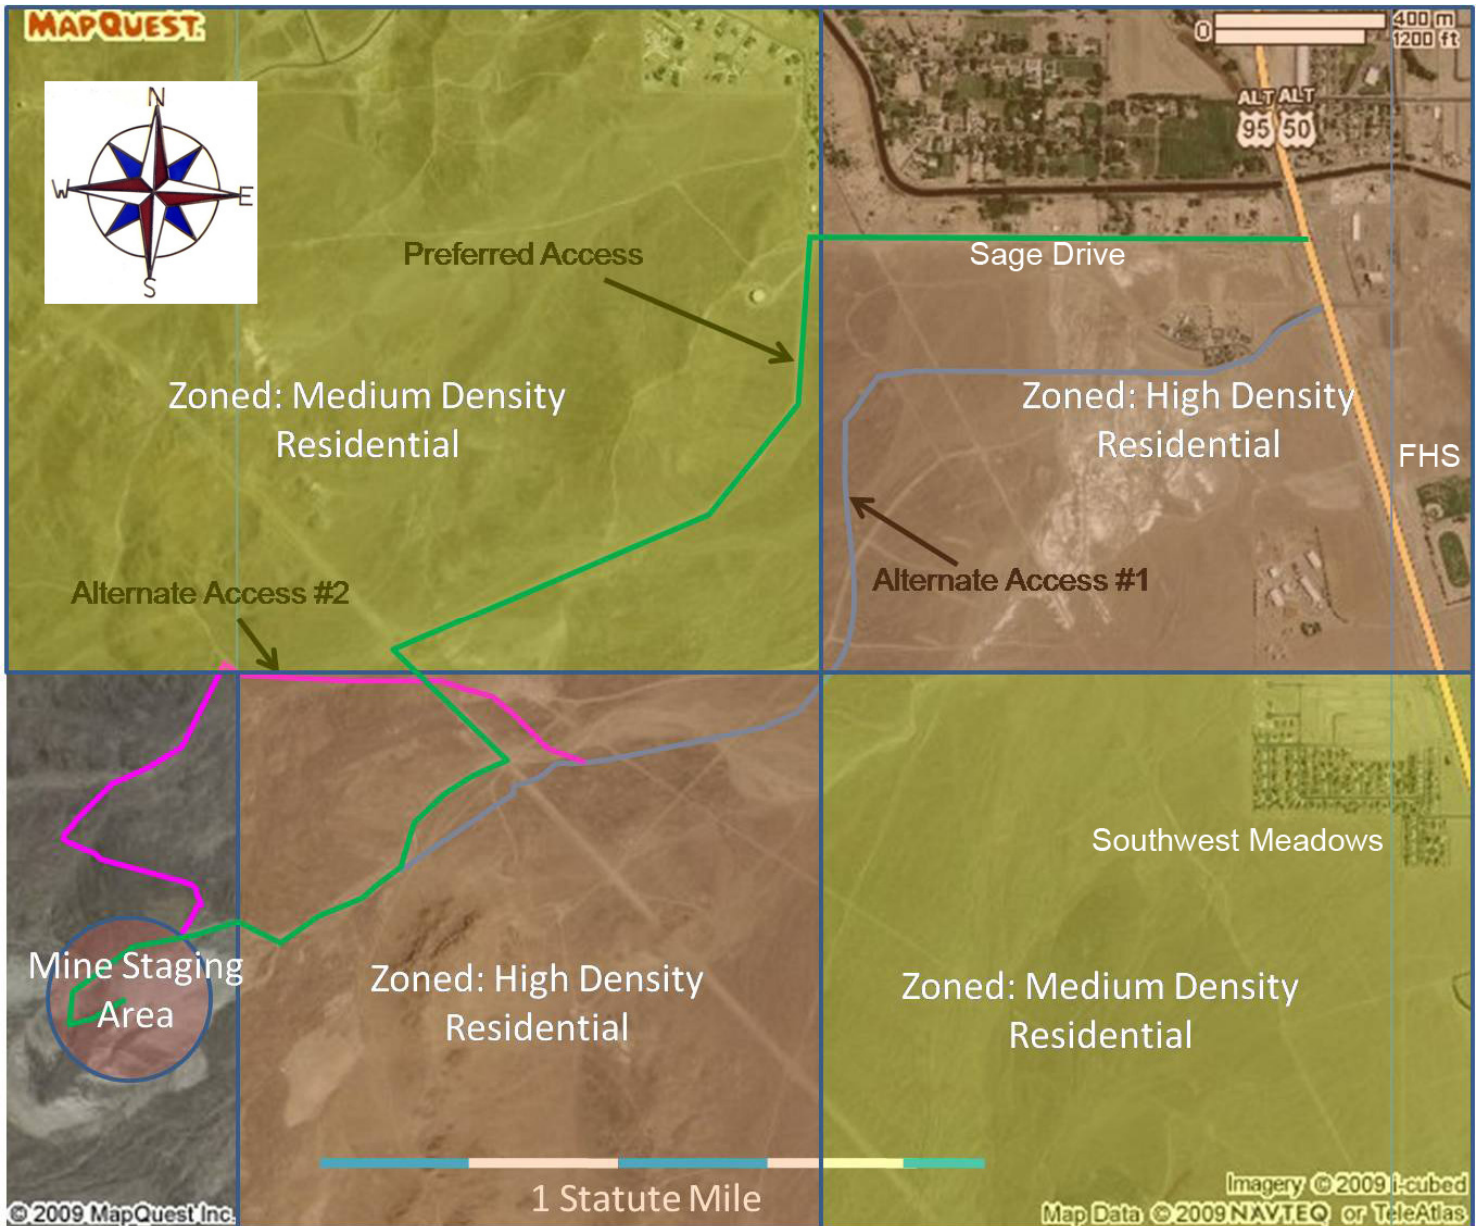 MAPQUEST.
0
400 m
1200 ft
N
W
E
S
ALT ALT
95 50
Preferred Access
Sage Drive
Zoned: Medium Density
Residential
Zoned: High Density
Residential
FHS
Alternate Access #2
Alternate Access #1
Southwest Meadows
Mine Staging
Area
Zoned: High Density
Residential
Zoned: Medium Density
Residential
1 Statute Mile
© 2009 MapQuest Inc.
Imagery © 2009 i-cubed
Map Data © 2009 NAVTEQ or TeleAtlas